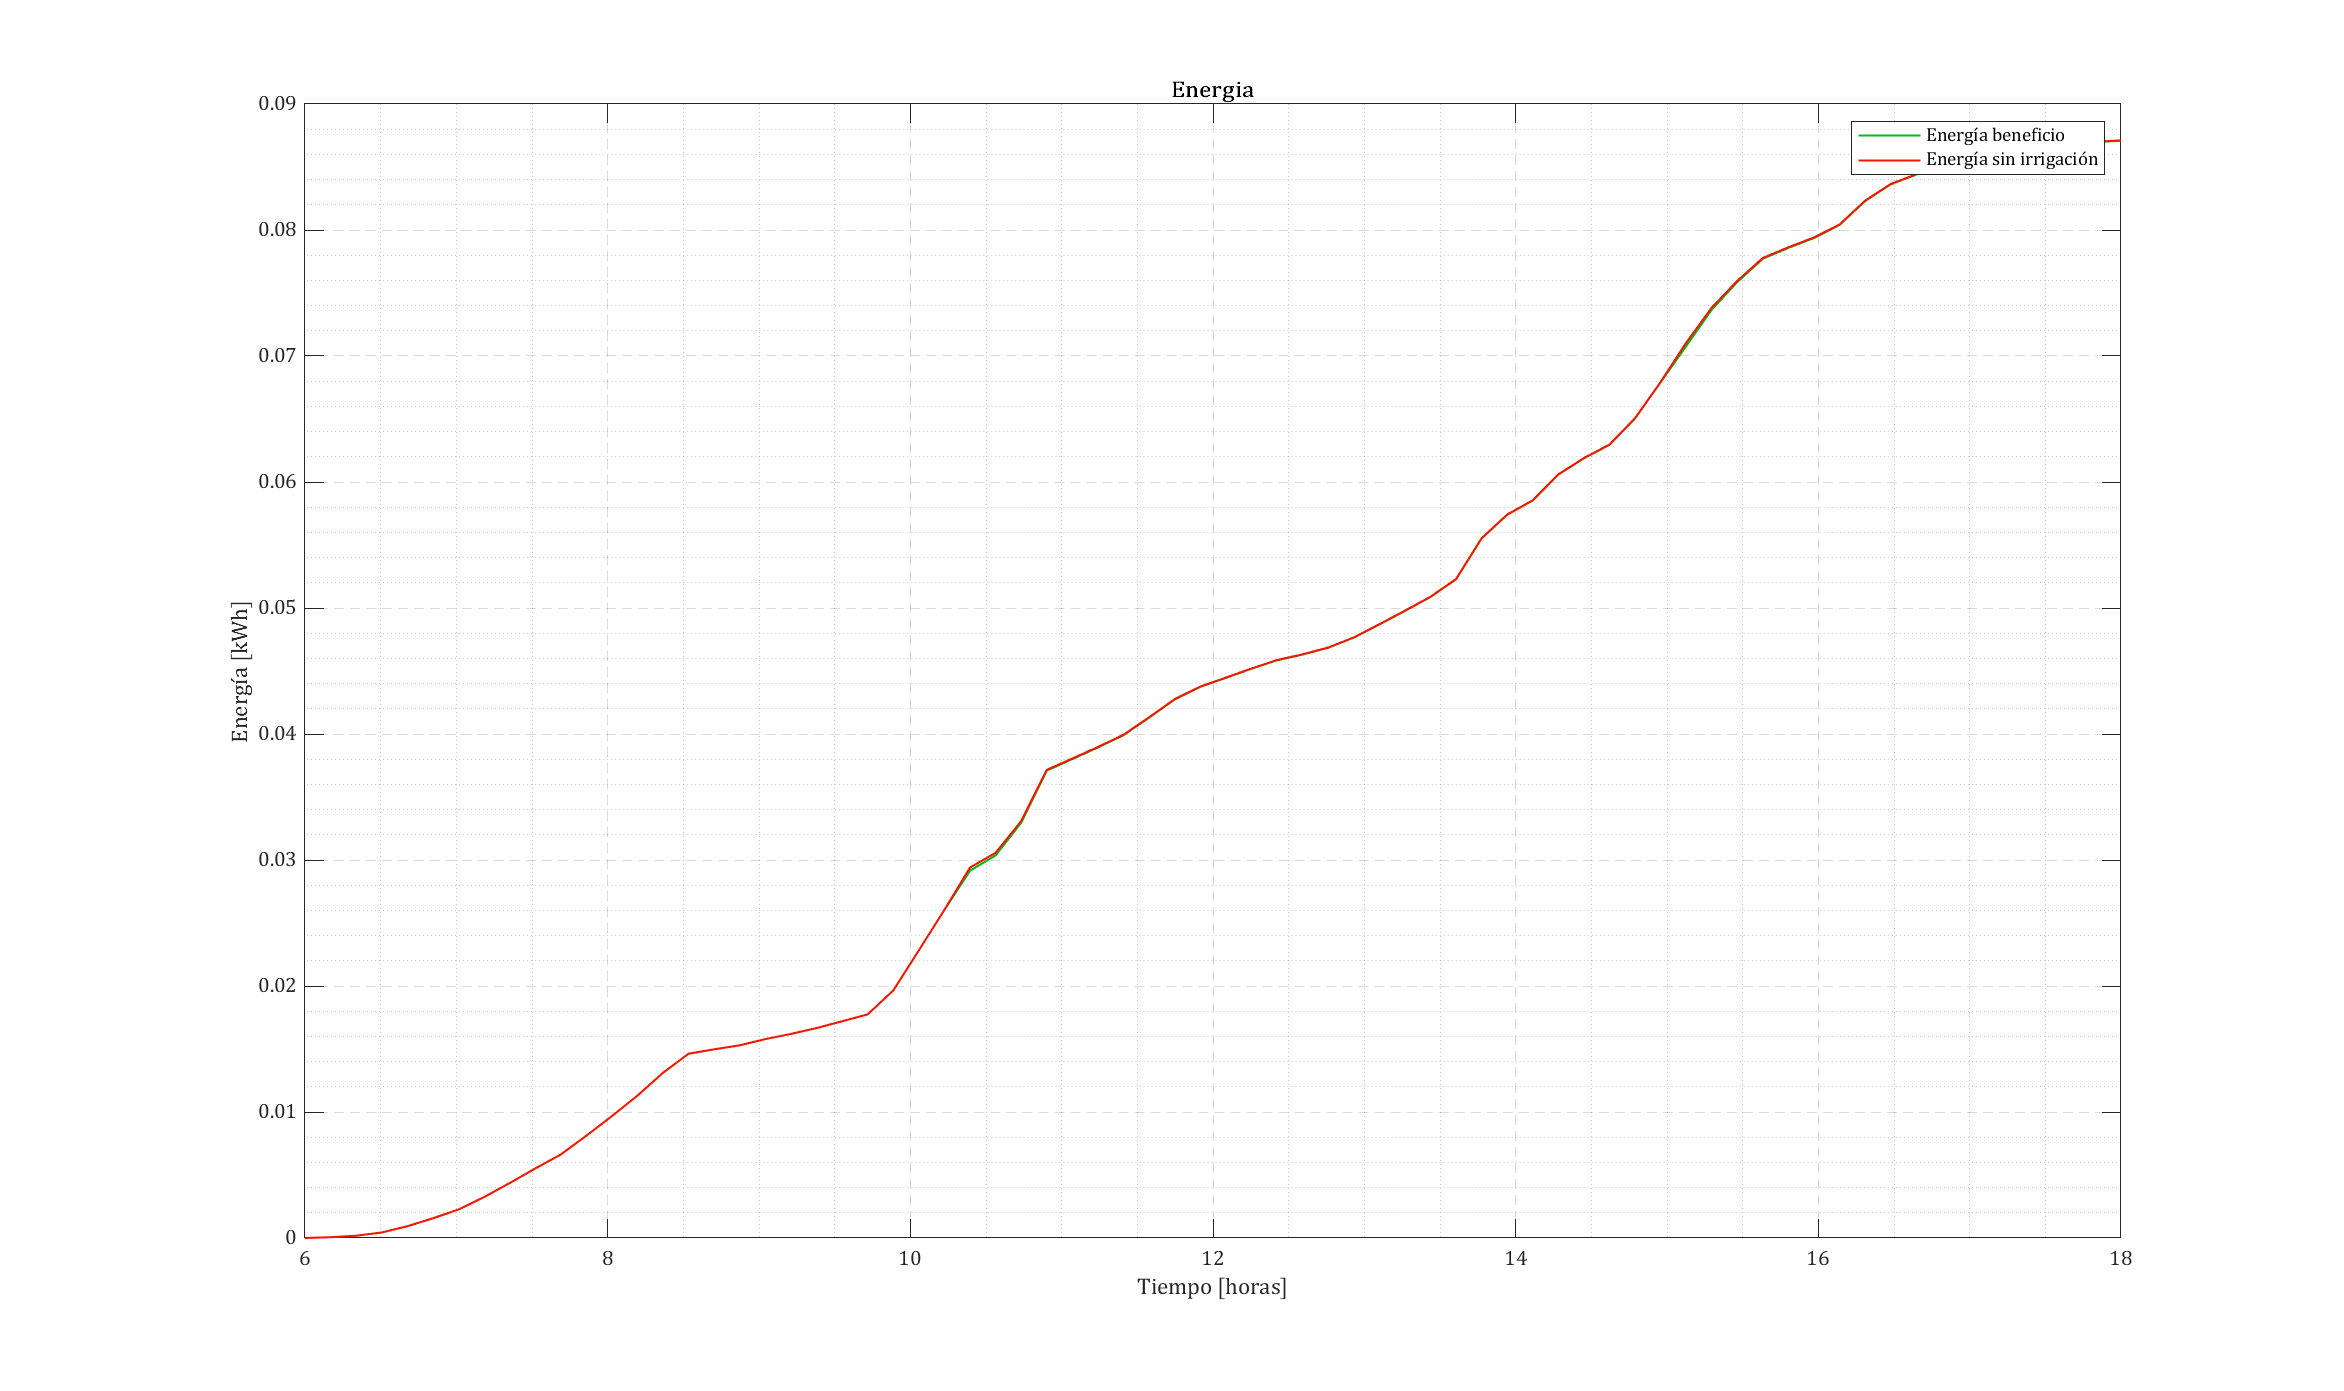 Energia
0.09
0.08
0.07
0.06
0.05
0.04
0.03
0.02
0.01
0
Energía [kWh]
Energía beneficio
Energía sin irrigación
6 8 10 12 14 16 18
Tiempo [horas]